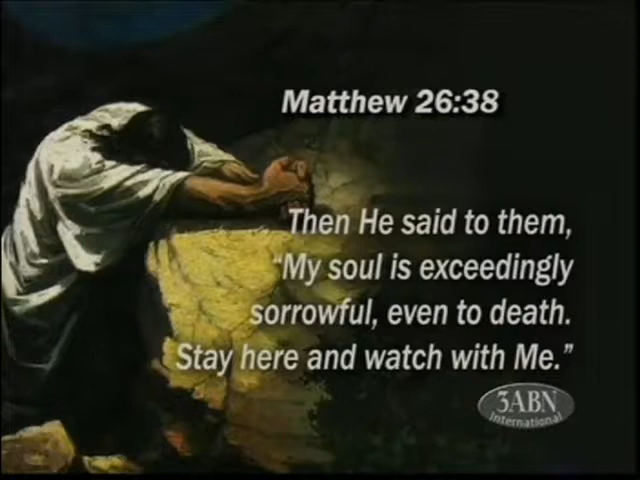 Matthew 26:38
Then He said to them,
“My soul is exceedingly
sorrowful, even to death.
Stay here and watch with Me.”
3ABN
International